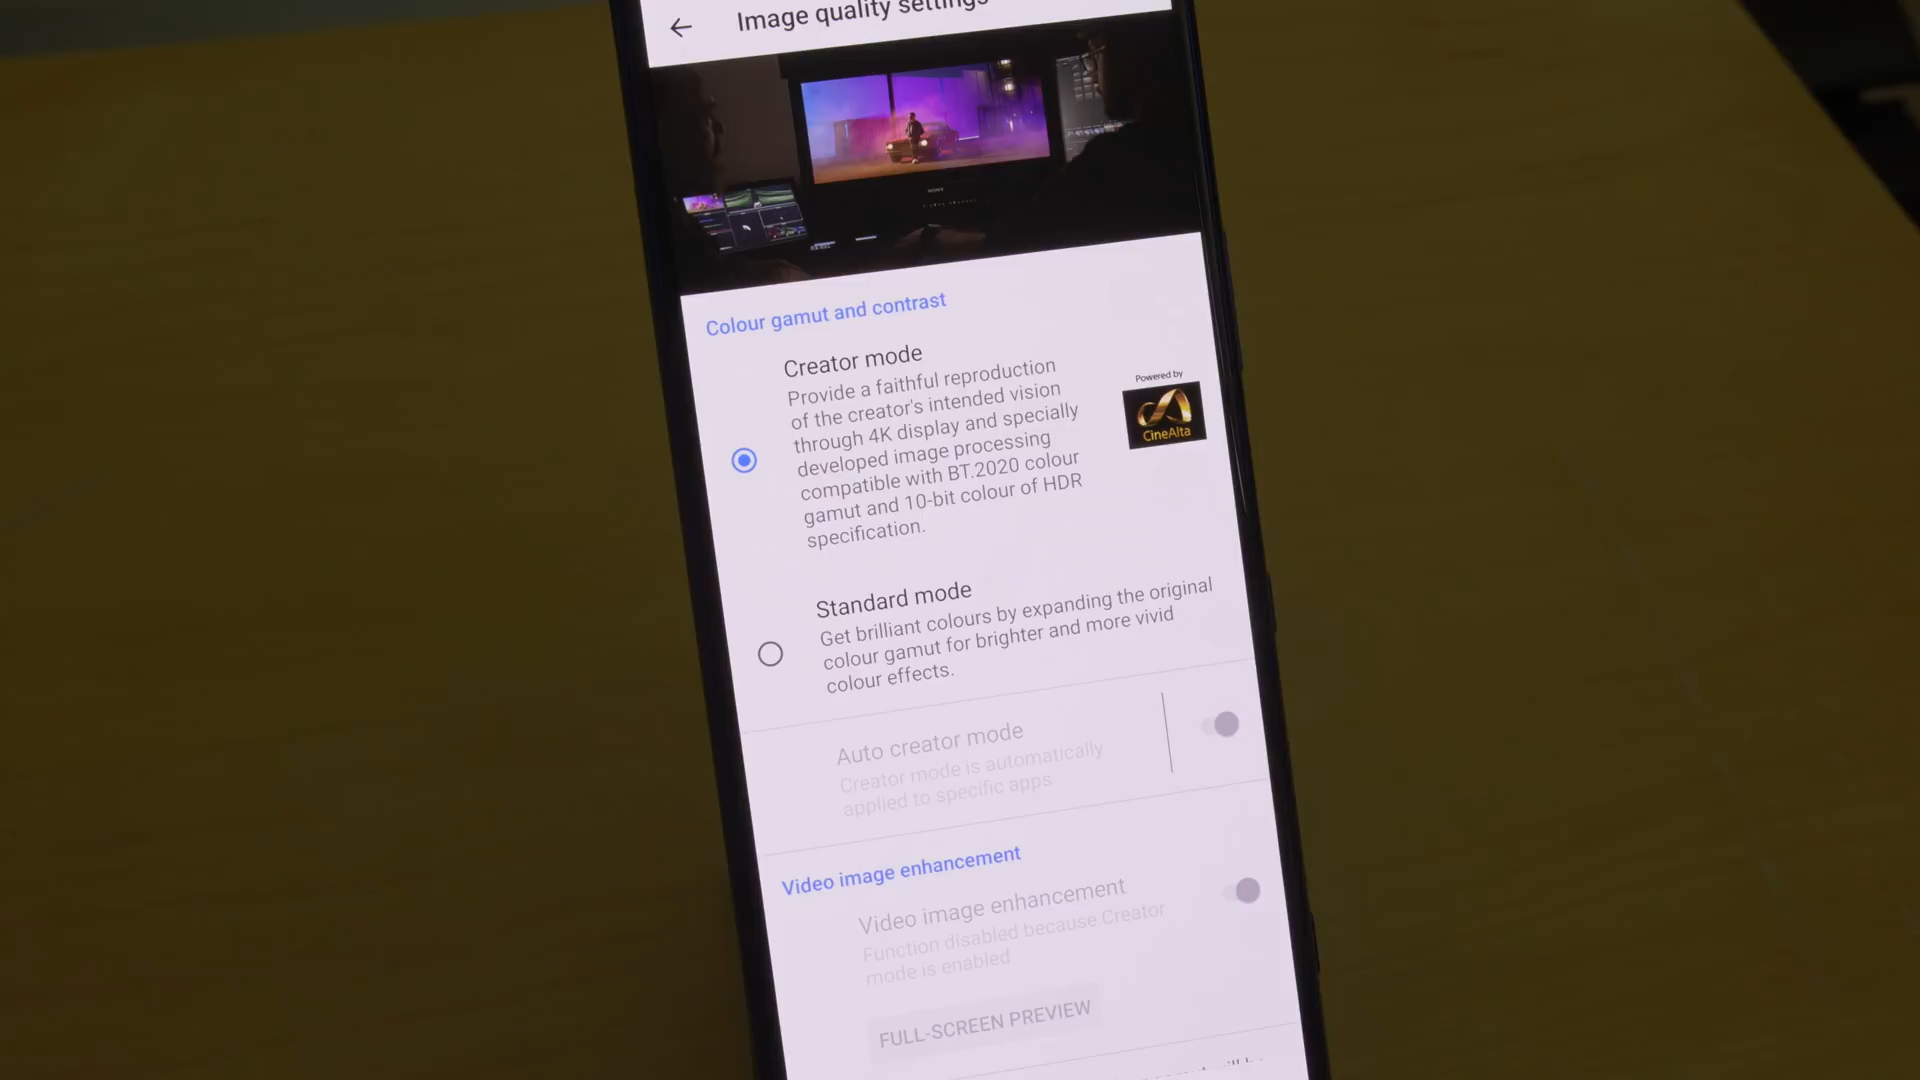 Image quality settings
SONY
Colour gamut and contrast
Creator mode
Provide a faithful reproduction
of the creator's intended vision
through 4K display and specially
developed image processing
compatible with BT.2020 colour
gamut and 10-bit colour of HDR
specification.
Powered by
CineAlta
Standard mode
Get brilliant colours by expanding the original
colour gamut for brighter and more vivid
colour effects.
Auto creator mode
Creator mode is automatically
applied to specific apps
Video image enhancement
Video image enhancement
Function disabled because Creator
mode is enabled
FULL-SCREEN PREVIEW